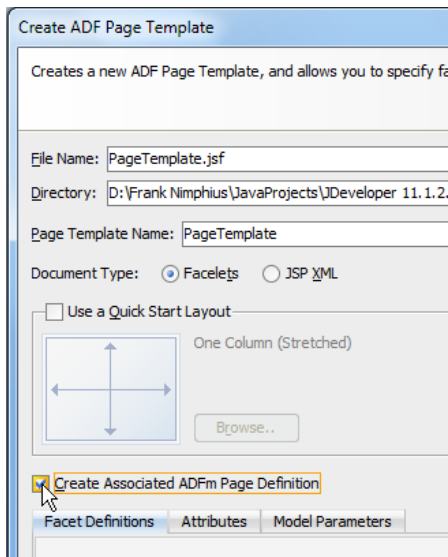 Create ADF Page Template
Creates a new ADF Page Template, and allows you to specify fa
File Name: PageTemplate.jsf
Directory: D:\Frank Nimphius\JavaProjects\JDeveloper 11.1.2.
Page Template Name: PageTemplate
Document Type: Facelets JSP XML
Use a Quick Start Layout
One Column (Stretched)
Browse..
Create Associated ADFm Page Definition
Facet Definitions Attributes Model Parameters